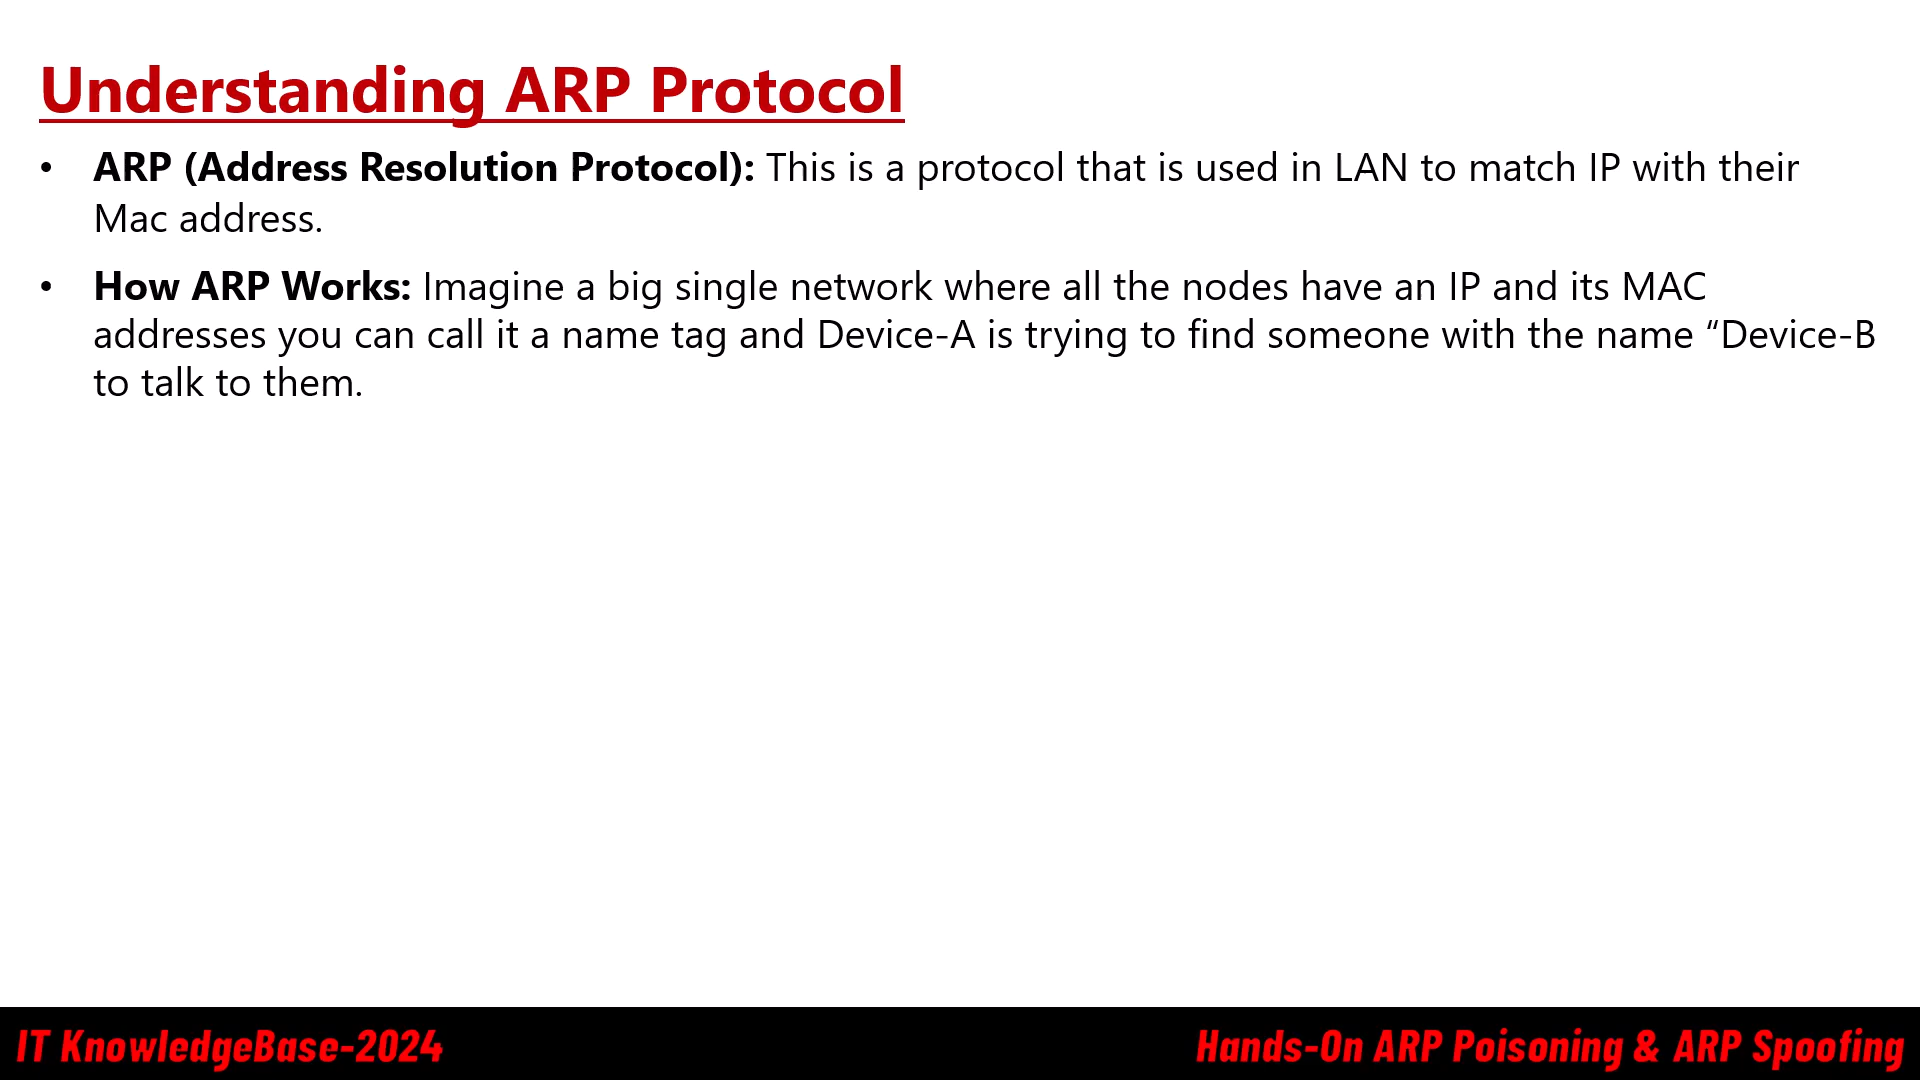 Understanding ARP Protocol
• ARP (Address Resolution Protocol): This is a protocol that is used in LAN to match IP with their
Mac address.
• How ARP Works: Imagine a big single network where all the nodes have an IP and its MAC
addresses you can call it a name tag and Device-A is trying to find someone with the name “Device-B
to talk to them.
IT KnowledgeBase-2024
Hands-On ARP Poisoning & ARP Spoofing